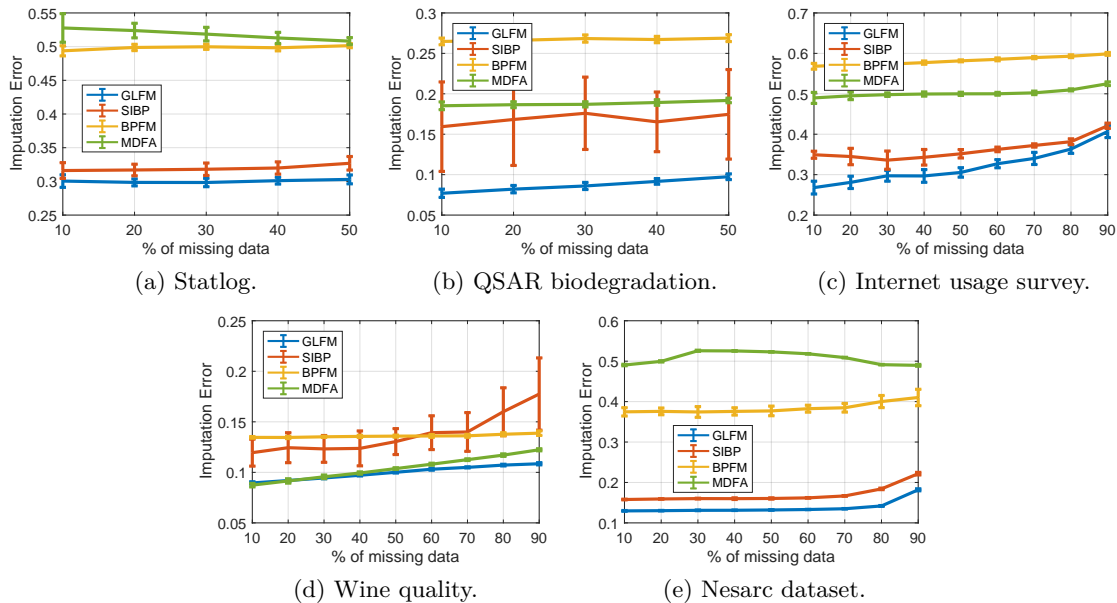 0.55
0.5
0.45
0.4
0.35
0.3
0.25
Imputation Error
GLFM
SIBP
BPFM
MDFA
10 20 30 40 50
% of missing data
(a) Statlog.
0.3
0.25
0.2
0.15
0.1
0.05
Imputation Error
GLFM
SIBP
BPFM
MDFA
10 20 30 40 50
% of missing data
(b) QSAR biodegradation.
0.7
0.6
0.5
0.4
0.3
0.2
Imputation Error
GLFM
SIBP
BPFM
MDFA
10 20 30 40 50 60 70 80 90
% of missing data
(c) Internet usage survey.
0.25
0.2
0.15
0.1
0.05
Imputation Error
GLFM
SIBP
BPFM
MDFA
10 20 30 40 50 60 70 80 90
% of missing data
(d) Wine quality.
0.6
0.5
0.4
0.3
0.2
0.1
Imputation Error
GLFM
SIBP
BPFM
MDFA
10 20 30 40 50 60 70 80 90
% of missing data
(e) Nesarc dataset.